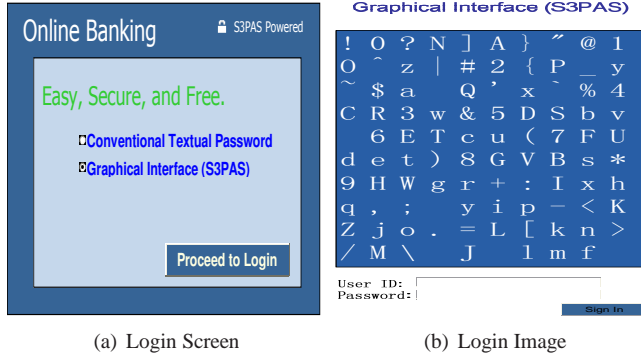 Online Banking
S3PAS Powered
Easy, Secure, and Free.
Conventional Textual Password
Graphical Interface (S3PAS)
Proceed to Login
(a) Login Screen
Graphical Interface (S3PAS)
! 0 ? N ] A } " @ 1
O ^ z | # 2 { P _ y
~ $ a Q ' x ` % 4
C R 3 w & 5 D S b v
6 E T c u ( 7 F U
d e t ) 8 G V B s *
9 H W g r + : I x h
q , ; y i p - < K
Z j o . = L [ k n >
/ M \ J l m f
User ID:
Password:
Sign In
(b) Login Image